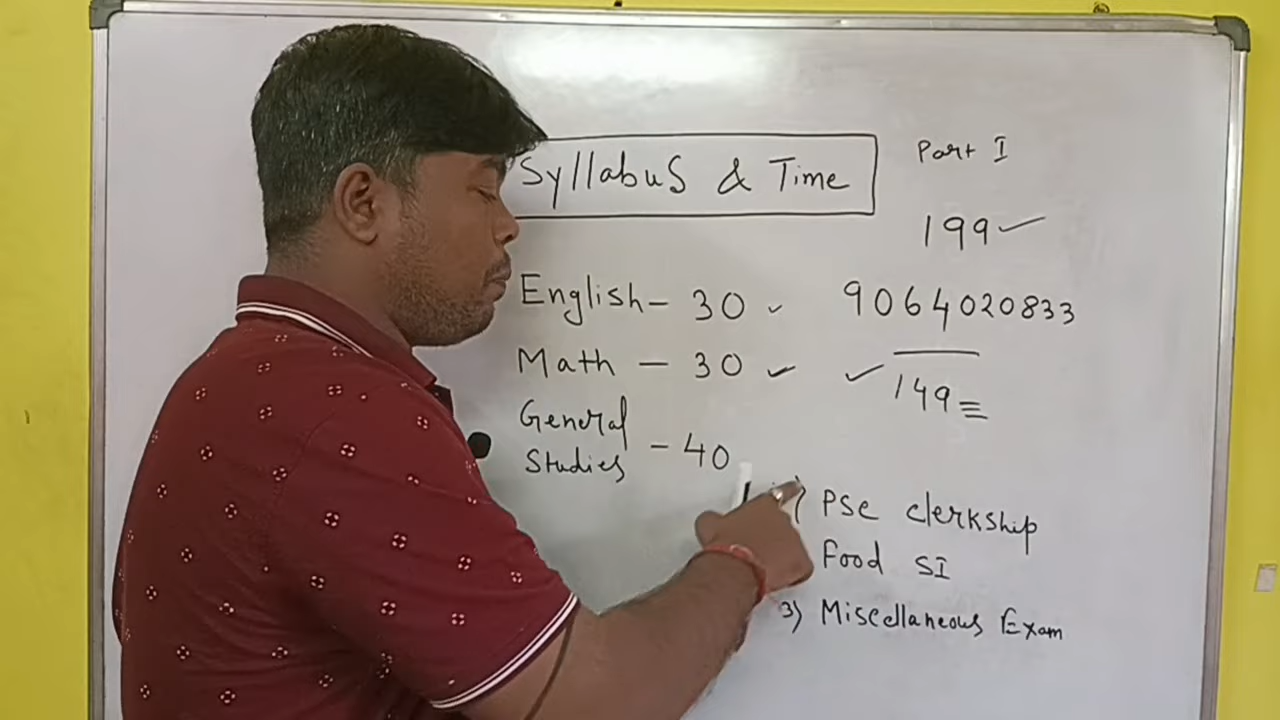 Syllabus & Time
Part I
199
English - 30
9064020833
Math - 30
149
General
Studies - 40
) PSC clerkship
Food SI
3) Miscellaneous Exam